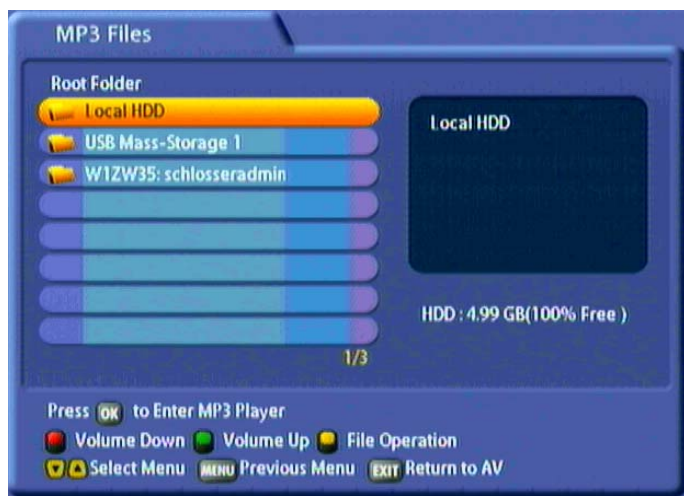 MP3 Files
Root Folder
Local HDD
USB Mass-Storage 1
W1ZW35: schlosseradmin
Local HDD
HDD : 4.99 GB(100% Free )
1/3
Press OK to Enter MP3 Player
Volume Down Volume Up File Operation
Select Menu MENU Previous Menu EXIT Return to AV